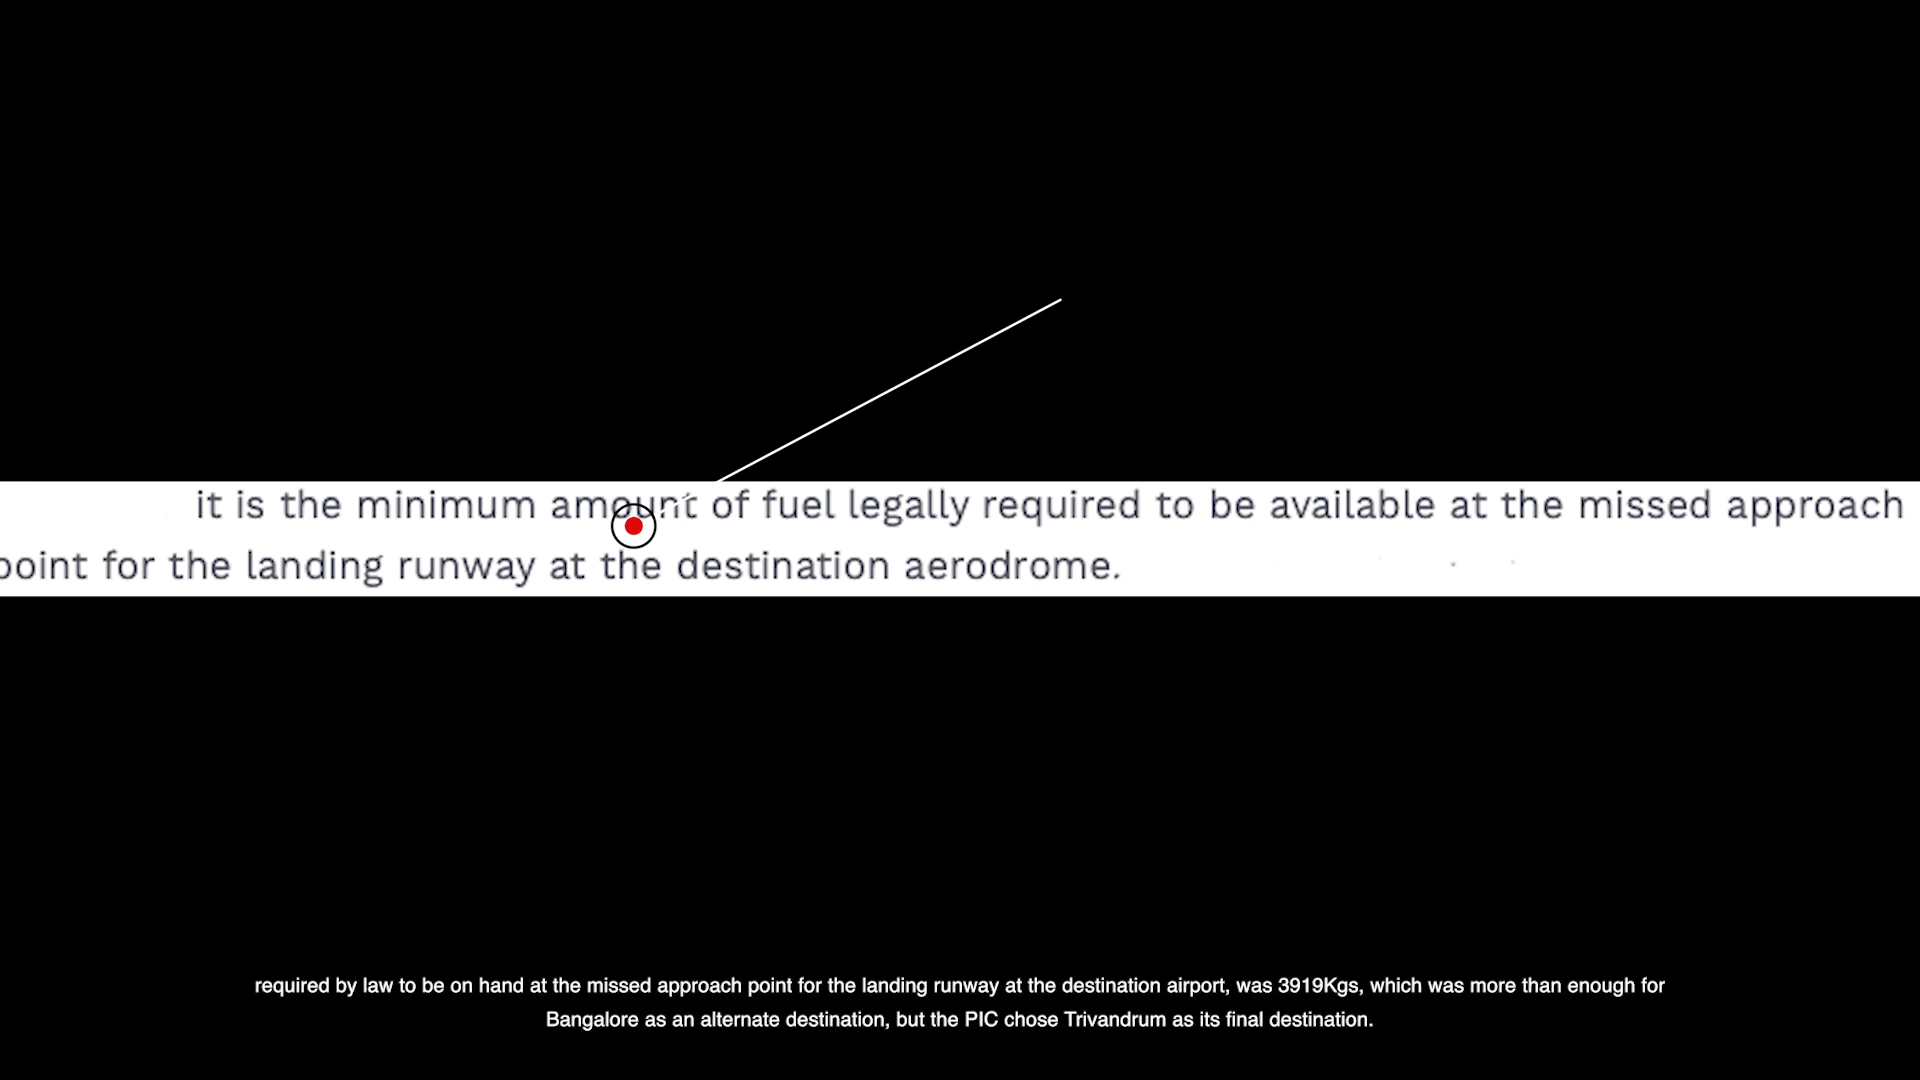 it is the minimum amount of fuel legally required to be available at the missed approach
point for the landing runway at the destination aerodrome.
required by law to be on hand at the missed approach point for the landing runway at the destination airport, was 3919Kgs, which was more than enough for
Bangalore as an alternate destination, but the PIC chose Trivandrum as its final destination.